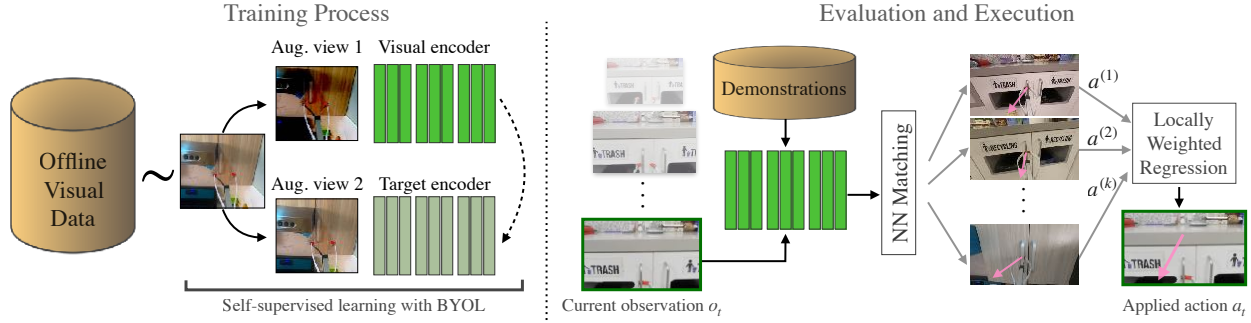 Training Process
Evaluation and Execution
Aug. view 1
Visual encoder
Offline
Visual
Data
~
Aug. view 2
Target encoder
Self-supervised learning with BYOL
Demonstrations
TRASH
TRASH
Current observation oₜ
NN Matching
TRASH
RECYCLING
a⁽¹⁾
a⁽²⁾
a⁽ᵏ⁾
Locally
Weighted
Regression
TRASH
Applied action aₜ